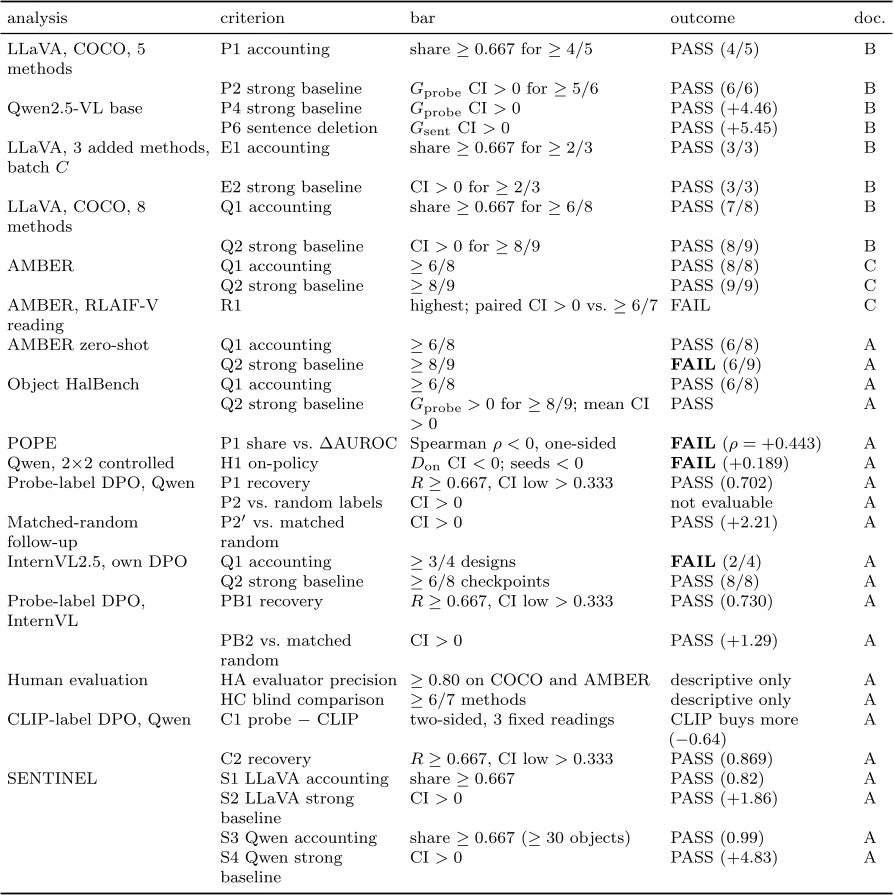 analysis criterion bar outcome doc.
LLaVA, COCO, 5 P1 accounting share ≥ 0.667 for ≥ 4/5 PASS (4/5) B
methods
P2 strong baseline G_probe CI > 0 for ≥ 5/6 PASS (6/6) B
Qwen2.5-VL base P4 strong baseline G_probe CI > 0 PASS (+4.46) B
P6 sentence deletion G_sent CI > 0 PASS (+5.45) B
LLaVA, 3 added methods, E1 accounting share ≥ 0.667 for ≥ 2/3 PASS (3/3) B
batch C
E2 strong baseline CI > 0 for ≥ 2/3 PASS (3/3) B
LLaVA, COCO, 8 Q1 accounting share ≥ 0.667 for ≥ 6/8 PASS (7/8) B
methods
Q2 strong baseline CI > 0 for ≥ 8/9 PASS (8/9) B
AMBER Q1 accounting ≥ 6/8 PASS (8/8) C
Q2 strong baseline ≥ 8/9 PASS (9/9) C
AMBER, RLAIF-V R1 highest; paired CI > 0 vs. ≥ 6/7 FAIL C
reading
AMBER zero-shot Q1 accounting ≥ 6/8 PASS (6/8) A
Q2 strong baseline ≥ 8/9 FAIL (6/9) A
Object HalBench Q1 accounting ≥ 6/8 PASS (6/8) A
Q2 strong baseline G_probe > 0 for ≥ 8/9; mean CI PASS A
> 0
POPE P1 share vs. ΔAUROC Spearman ρ < 0, one-sided FAIL (ρ = +0.443) A
Qwen, 2×2 controlled H1 on-policy D_on CI < 0; seeds < 0 FAIL (+0.189) A
Probe-label DPO, Qwen P1 recovery R ≥ 0.667, CI low > 0.333 PASS (0.702) A
P2 vs. random labels CI > 0 not evaluable A
Matched-random P2′ vs. matched CI > 0 PASS (+2.21) A
follow-up random
InternVL2.5, own DPO Q1 accounting ≥ 3/4 designs FAIL (2/4) A
Q2 strong baseline ≥ 6/8 checkpoints PASS (8/8) A
Probe-label DPO, PB1 recovery R ≥ 0.667, CI low > 0.333 PASS (0.730) A
InternVL
PB2 vs. matched CI > 0 PASS (+1.29) A
random
Human evaluation HA evaluator precision ≥ 0.80 on COCO and AMBER descriptive only A
HC blind comparison ≥ 6/7 methods descriptive only A
CLIP-label DPO, Qwen C1 probe − CLIP two-sided, 3 fixed readings CLIP buys more A
(−0.64)
C2 recovery R ≥ 0.667, CI low > 0.333 PASS (0.869) A
SENTINEL S1 LLaVA accounting share ≥ 0.667 PASS (0.82) A
S2 LLaVA strong CI > 0 PASS (+1.86) A
baseline
S3 Qwen accounting share ≥ 0.667 (≥ 30 objects) PASS (0.99) A
S4 Qwen strong CI > 0 PASS (+4.83) A
baseline